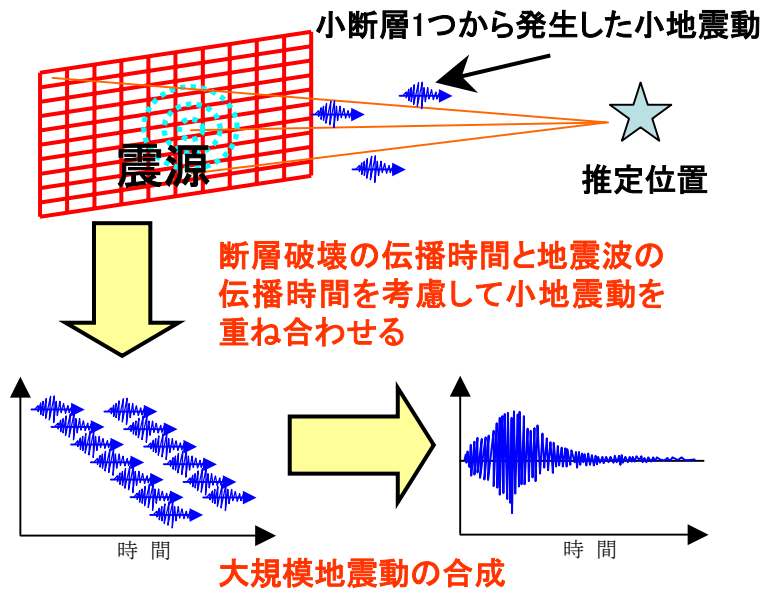 小断層1つから発生した小地震動
震源
推定位置
断層破壊の伝播時間と地震波の
伝播時間を考慮して小地震動を
重ね合わせる
時 間
時 間
大規模地震動の合成